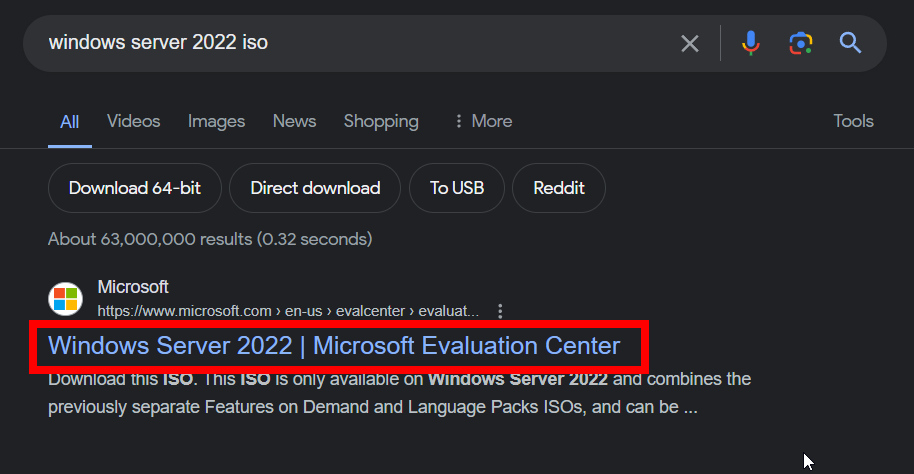 windows server 2022 iso
All Videos Images News Shopping More Tools
Download 64-bit Direct download To USB Reddit
About 63,000,000 results (0.32 seconds)
Microsoft
https://www.microsoft.com › en-us › evalcenter › evaluat...
Windows Server 2022 | Microsoft Evaluation Center
Download this ISO. This ISO is only available on Windows Server 2022 and combines the
previously separate Features on Demand and Language Packs ISOs, and can be ...